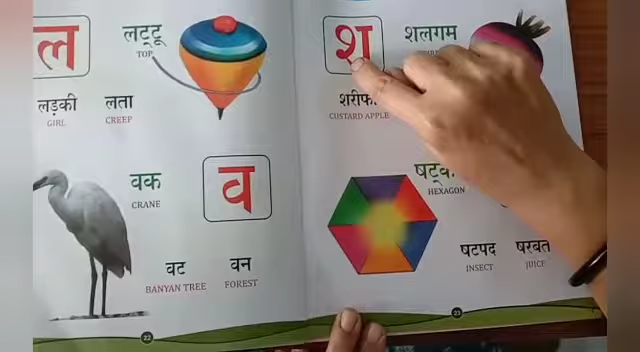 ल
लट्टू
TOP
लड़की लता
GIRL CREEP
वक
CRANE
व
वट वन
BANYAN TREE FOREST
22
श
शलगम
CUSTARD APPLE
HEXAGON
षटपद षरबत
INSECT JUICE
23